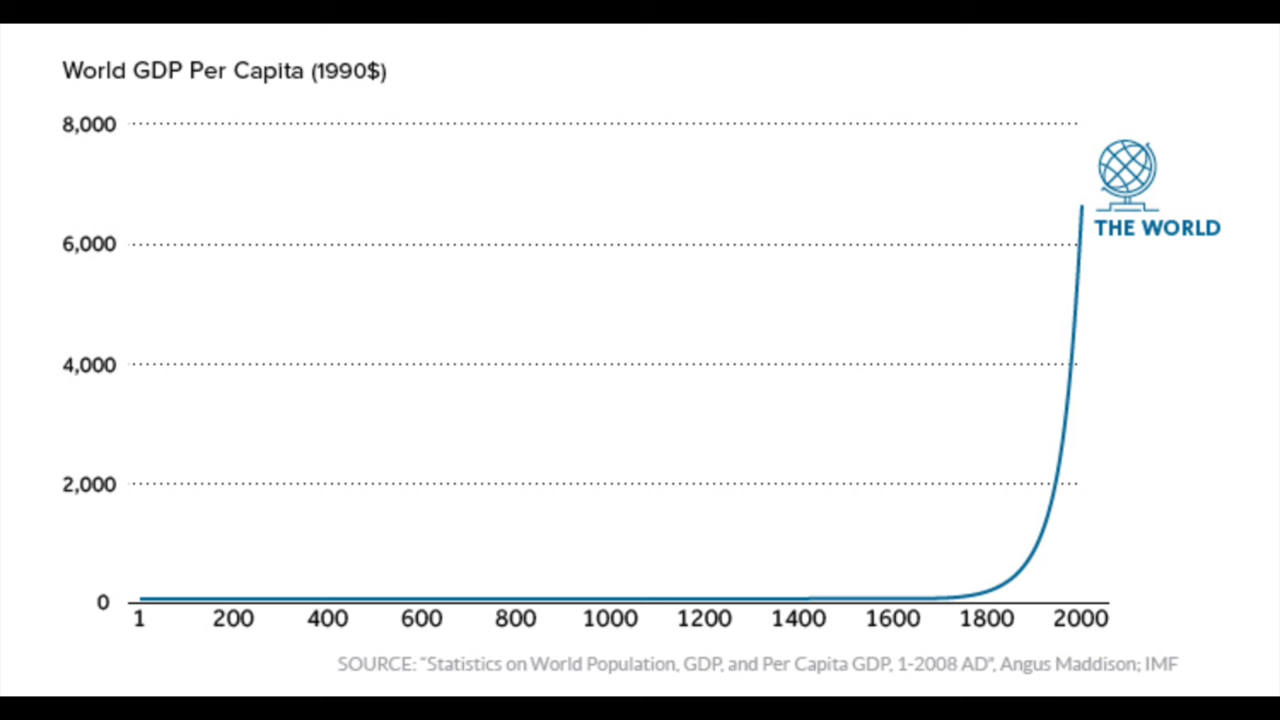 World GDP Per Capita (1990$)
8,000
THE WORLD
6,000
4,000
2,000
0
1 200 400 600 800 1000 1200 1400 1600 1800 2000
SOURCE: "Statistics on World Population, GDP, and Per Capita GDP, 1-2008 AD", Angus Maddison; IMF